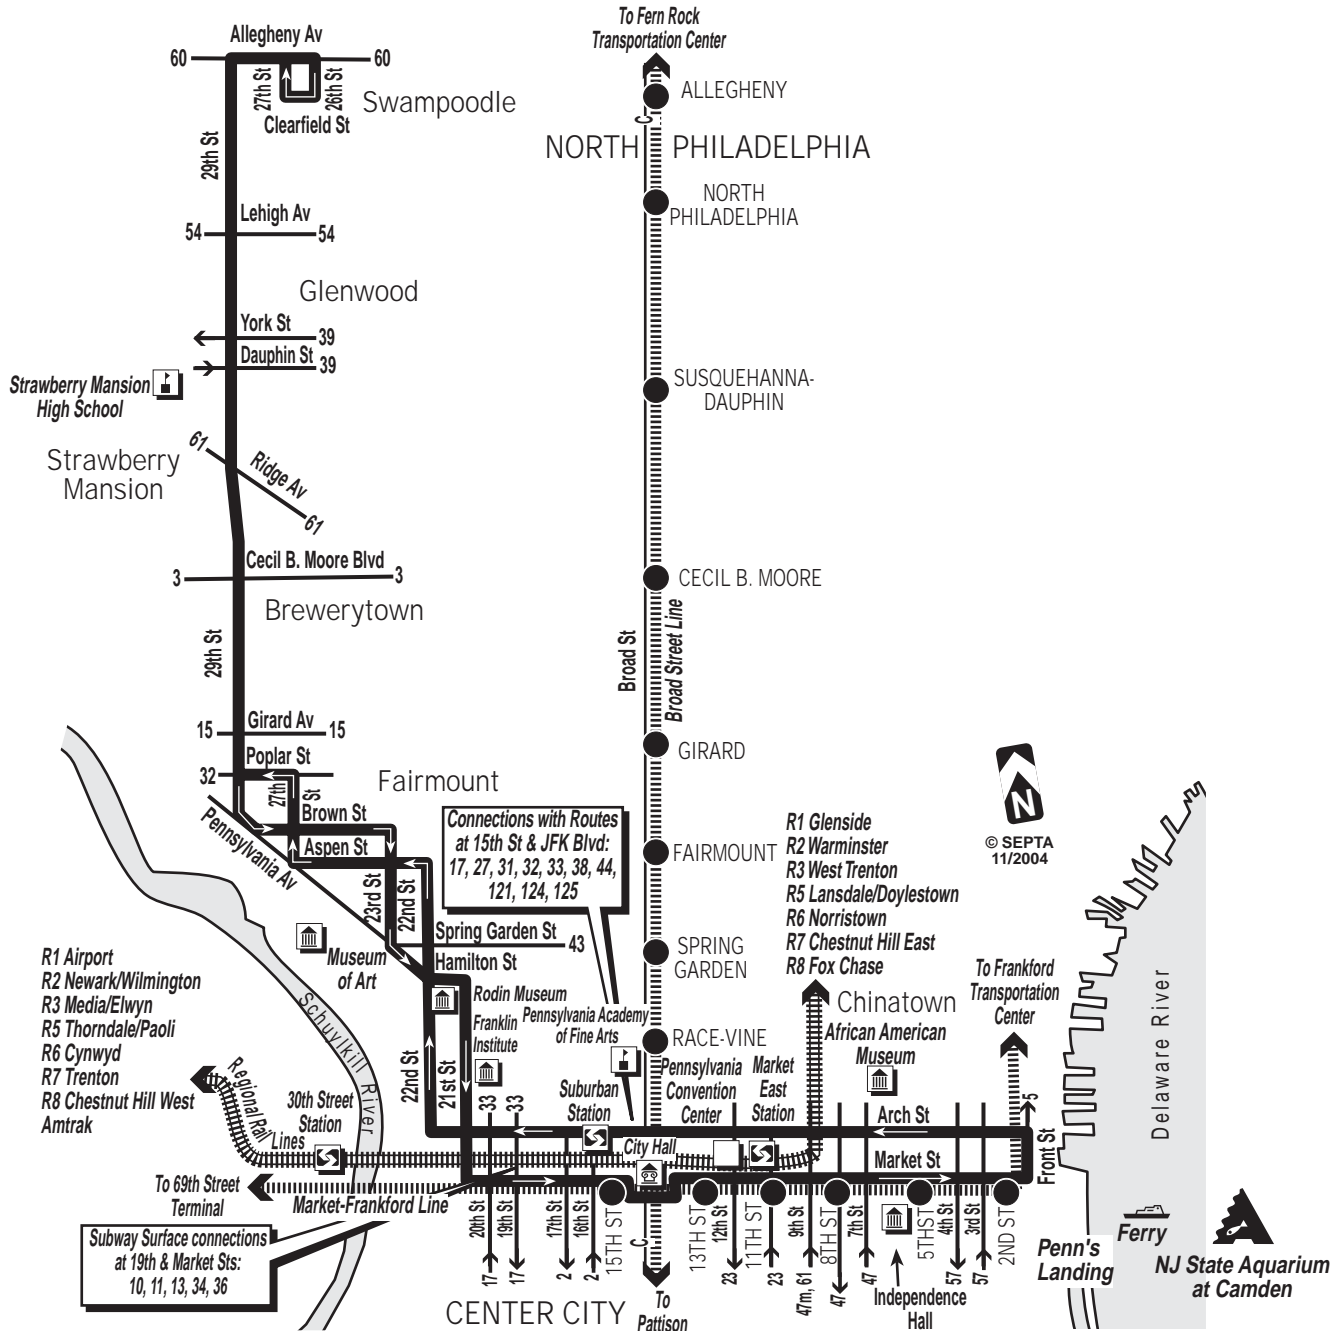 To Fern Rock
Transportation Center
Allegheny Av
60
60
27th St
26th St
Clearfield St
Swampoodle
ALLEGHENY
C
NORTH PHILADELPHIA
29th St
NORTH
PHILADELPHIA
Lehigh Av
54
54
Glenwood
York St
39
Dauphin St
39
Strawberry Mansion
High School
SUSQUEHANNA-
DAUPHIN
61
Ridge Av
61
Strawberry
Mansion
Cecil B. Moore Blvd
3
3
CECIL B. MOORE
Brewerytown
29th St
Broad St
Broad Street Line
Girard Av
15
15
GIRARD
Poplar St
32
27th St
Fairmount
Brown St
Pennsylvania Av
Aspen St
23rd St
22nd St
Connections with Routes
at 15th St & JFK Blvd:
17, 27, 31, 32, 33, 38, 44,
121, 124, 125
FAIRMOUNT
R1 Glenside
R2 Warminster
R3 West Trenton
R5 Lansdale/Doylestown
R6 Norristown
R7 Chestnut Hill East
R8 Fox Chase
N
© SEPTA
11/2004
Spring Garden St
43
SPRING
GARDEN
Hamilton St
Museum
of Art
R1 Airport
R2 Newark/Wilmington
R3 Media/Elwyn
R5 Thorndale/Paoli
R6 Cynwyd
R7 Trenton
R8 Chestnut Hill West
Amtrak
Schuylkill River
Rodin Museum
Franklin
Institute
Pennsylvania Academy
of Fine Arts
RACE-VINE
Chinatown
African American
Museum
To Frankford
Transportation
Center
Delaware River
22nd St
21st St
33
33
Suburban
Station
Pennsylvania
Convention
Center
Market
East
Station
Regional Rail
Lines
30th Street
Station
City Hall
Arch St
5
Market St
Front St
To 69th Street
Terminal
Market-Frankford Line
20th St
19th St
17th St
16th St
15TH ST
C
13TH ST
12th St
11TH ST
9th St
8TH ST
7th St
5THST
4th St
3rd St
2ND ST
17
17
2
2
23
23
47m, 61
47
47
57
57
Subway Surface connections
at 19th & Market Sts:
10, 11, 13, 34, 36
CENTER CITY
To
Pattison
Independence
Hall
Penn's
Landing
Ferry
NJ State Aquarium
at Camden